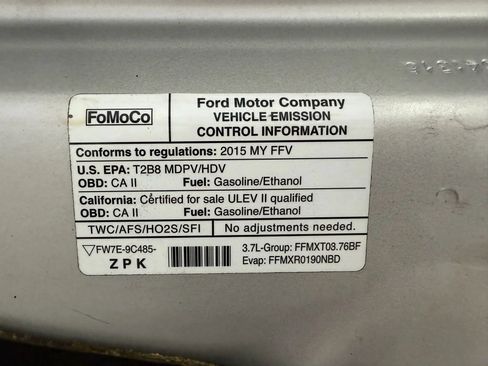 FoMoCo
Ford Motor Company
VEHICLE EMISSION
CONTROL INFORMATION
Conforms to regulations: 2015 MY FFV
U.S. EPA: T2B8 MDPV/HDV
OBD: CA II Fuel: Gasoline/Ethanol
California: Certified for sale ULEV II qualified
OBD: CA II Fuel: Gasoline/Ethanol
TWC/AFS/HO2S/SFI No adjustments needed.
FW7E-9C485-
ZPK
3.7L-Group: FFMXT03.76BF
Evap: FFMXR0190NBD